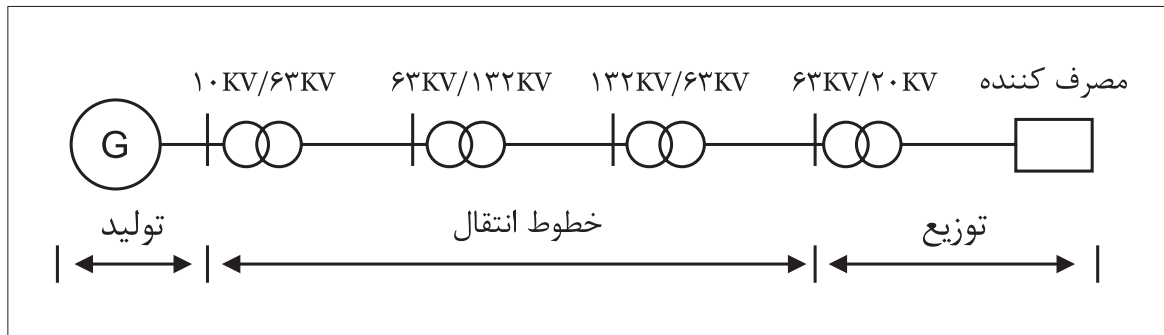 ۱۰KV/۶۳KV ۶۳KV/۱۳۲KV ۱۳۲KV/۶۳KV ۶۳KV/۲۰KV مصرف کننده
G
تولید خطوط انتقال توزیع